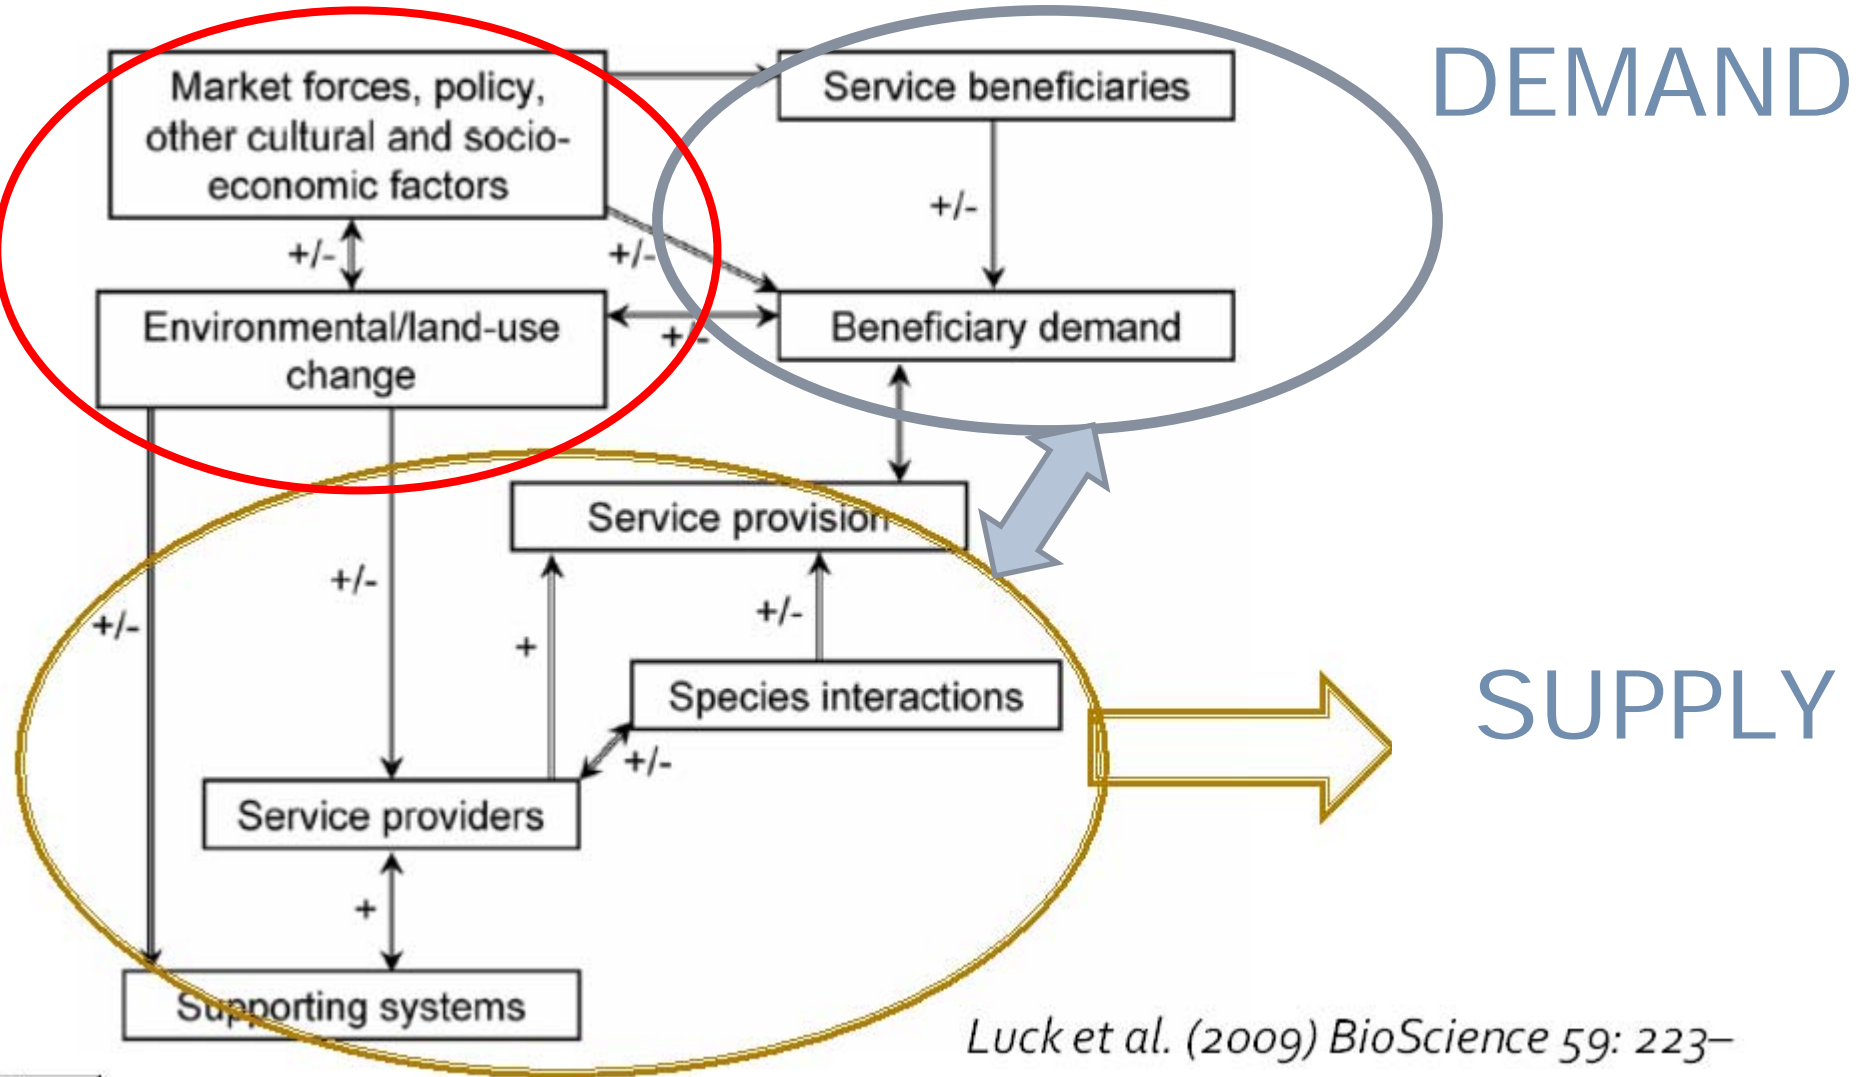 Market forces, policy,
other cultural and socio-
economic factors
Service beneficiaries
DEMAND
+/-
+/-
+/-
Environmental/land-use
change
+/-
Beneficiary demand
Service provision
+/-
+/-
+
+/-
Species interactions
+/-
SUPPLY
Service providers
+
Supporting systems
Luck et al. (2009) BioScience 59: 223–